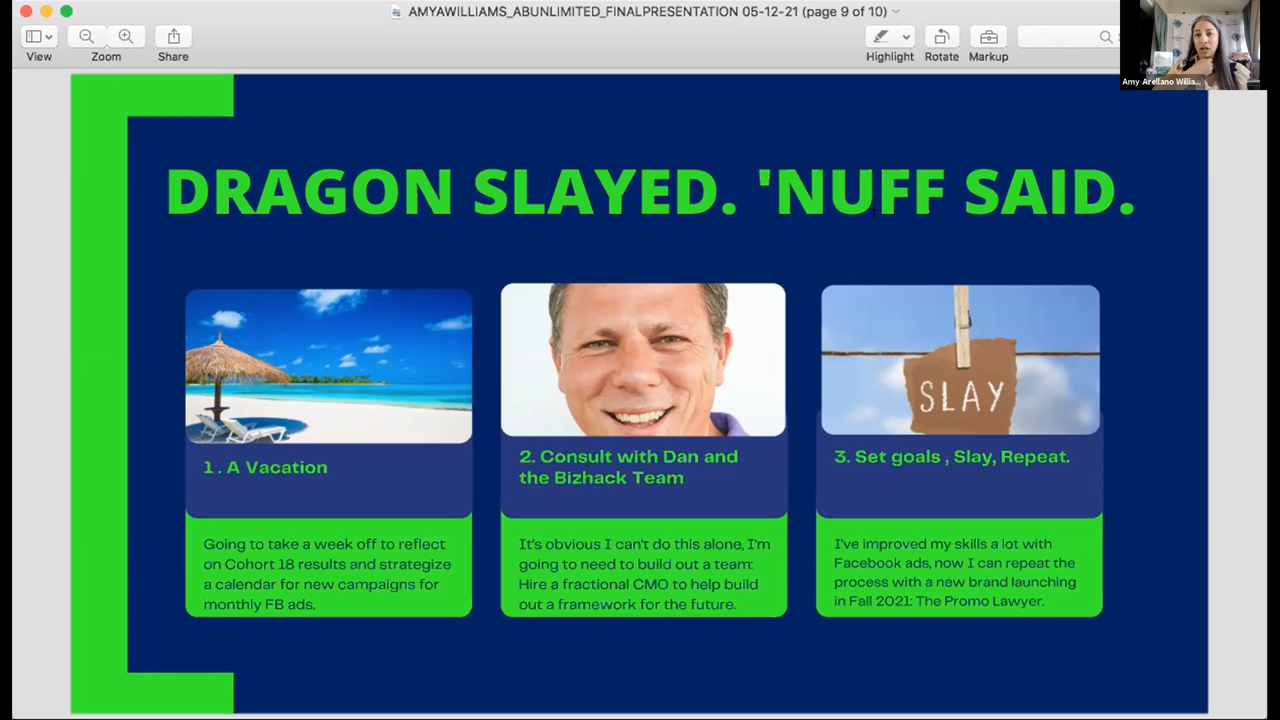 AMYAWILLIAMS_ABUNLIMITED_FINALPRESENTATION 05-12-21 (page 9 of 10)
View
Zoom
Share
Highlight
Rotate
Markup
Amy Arellano Willia...
DRAGON SLAYED. 'NUFF SAID.
1 . A Vacation
Going to take a week off to reflect
on Cohort 18 results and strategize
a calendar for new campaigns for
monthly FB ads.
2. Consult with Dan and
the Bizhack Team
It's obvious I can't do this alone, I'm
going to need to build out a team:
Hire a fractional CMO to help build
out a framework for the future.
SLAY
3. Set goals , Slay, Repeat.
I've improved my skills a lot with
Facebook ads, now I can repeat the
process with a new brand launching
in Fall 2021: The Promo Lawyer.